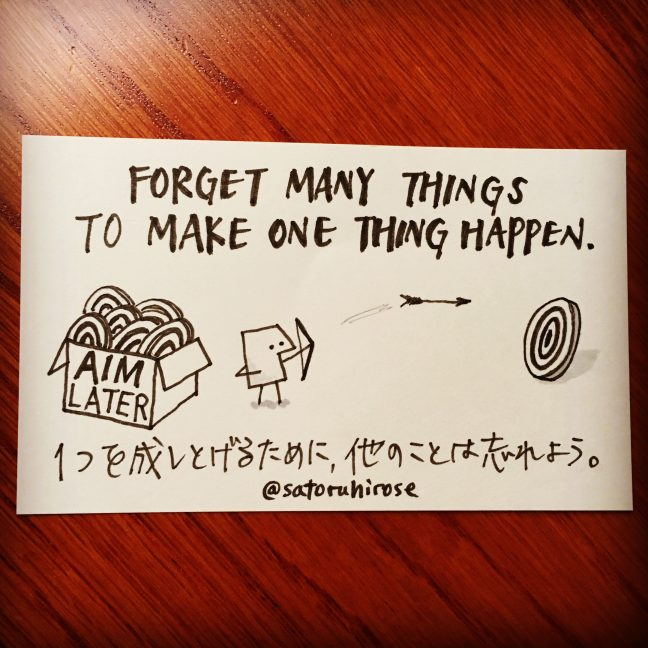 FORGET MANY THINGS
TO MAKE ONE THING HAPPEN.
AIM
LATER
1つを成しとげるために,他のことは忘れよう。
@satoruhirose